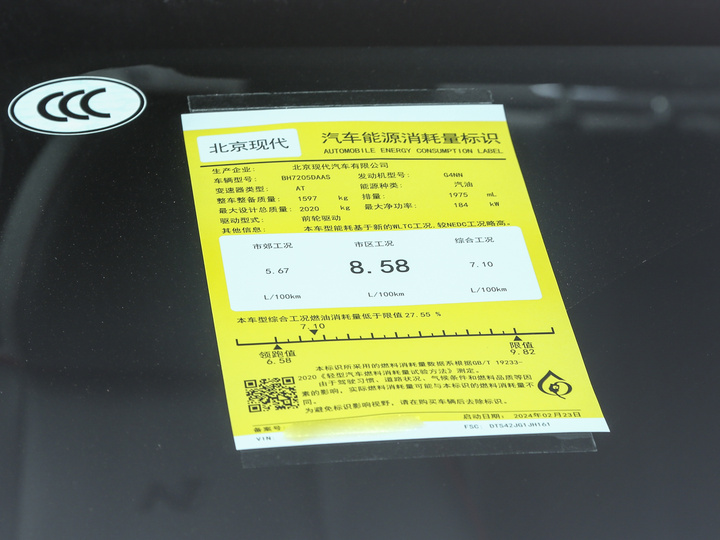 CCC
北京现代
汽车能源消耗量标识
AUTOMOBILE ENERGY CONSUMPTION LABEL
生产企业: 北京现代汽车有限公司
车辆型号: BH7205DAAS 发动机型号: G4NN
变速器类型: AT 能源种类: 汽油
整车整备质量: 1597 kg 排量: 1975 mL
最大设计总质量: 2020 kg 最大净功率: 184 kW
驱动型式: 前轮驱动
其他信息: 本车型能耗基于新的WLTC工况,较NEDC工况略高。
市郊工况 市区工况 综合工况
5.67 8.58 7.10
L/100km L/100km L/100km
本车型综合工况燃油消耗量低于限值27.55 %
7.10
领跑值 限值
6.58 9.82
本标识所采用的燃料消耗量数据系根据GB/T 19233-
2020《轻型汽车燃料消耗量试验方法》测定。
由于驾驶习惯、道路状况、气候条件和燃料品质等因
素的影响,实际燃料消耗量可能与本标识的燃料消耗量不
同。
为避免标识影响视野,请在购买车辆后去除标识。
启动日期: 2024年02月23日
备案号:
VIN:
FSC: DTS42JG1JH161